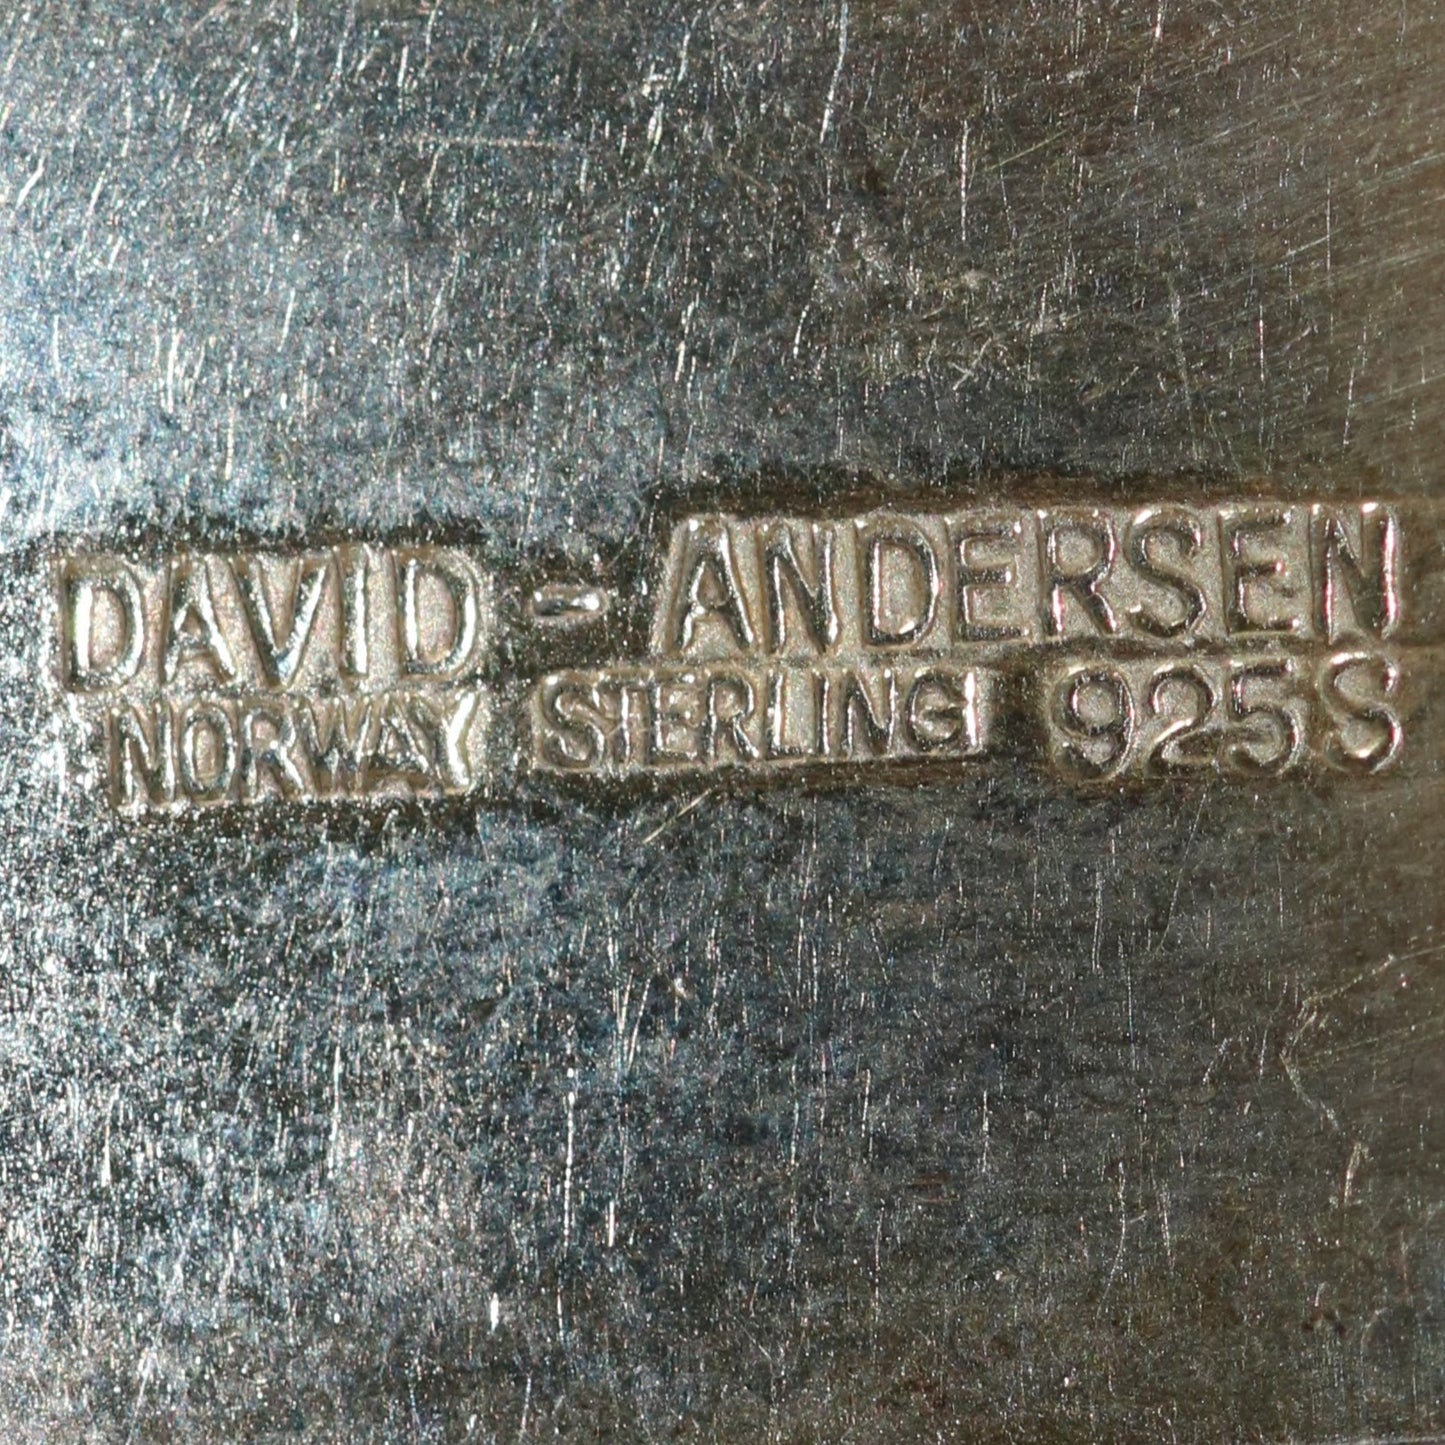 DAVID - ANDERSEN
NORWAY STERLING 925S